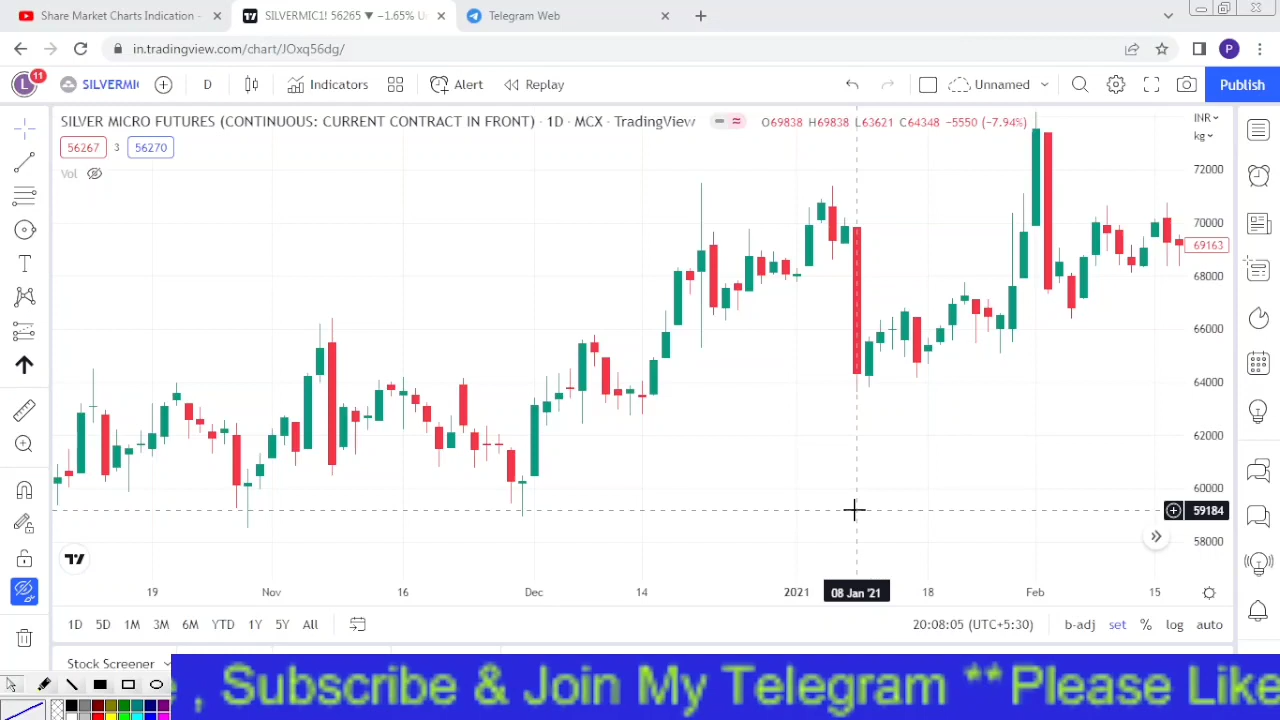 Share Market Charts Indication -
SILVERMIC1! 56265 ▼ −1.65% Un
Telegram Web
in.tradingview.com/chart/JOxq56dg/
P
L
11
SILVERMI
D
Indicators
Alert
Replay
Unnamed
Publish
SILVER MICRO FUTURES (CONTINUOUS: CURRENT CONTRACT IN FRONT) · 1D · MCX · TradingView
O69838 H69838 L63621 C64348 −5550 (−7.94%)
INR
kg
56267 3 56270
Vol
72000
70000
69163
68000
66000
64000
62000
60000
59184
58000
19 Nov 16 Dec 14 2021 08 Jan '21 18 Feb 15
1D 5D 1M 3M 6M YTD 1Y 5Y All
20:08:05 (UTC+5:30)
b-adj set % log auto
Stock Screener
, Subscribe & Join My Telegram ** Please Like